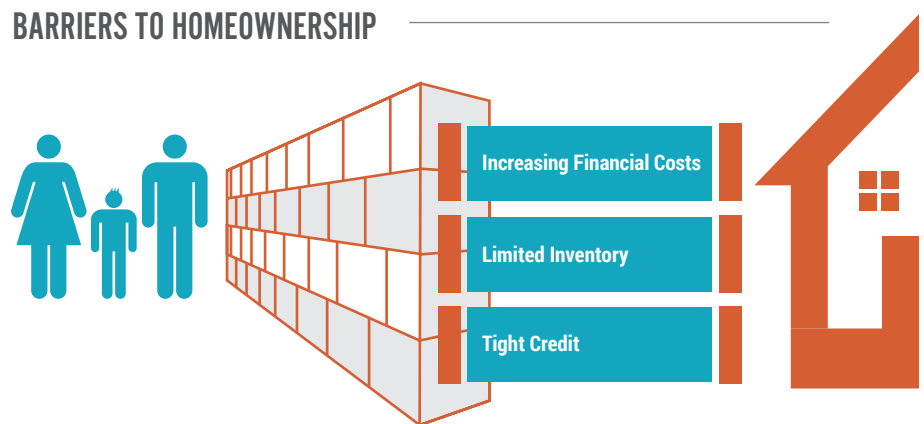 BARRIERS TO HOMEOWNERSHIP
Increasing Financial Costs
Limited Inventory
Tight Credit